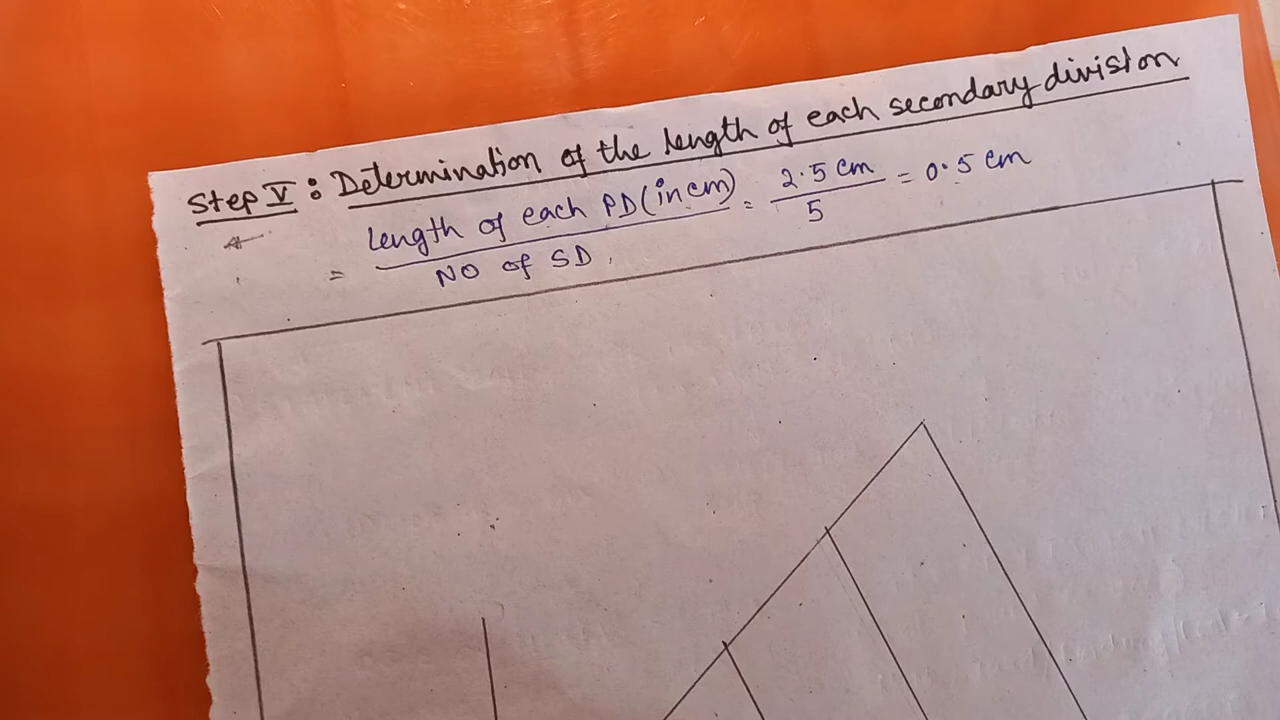 Step V : Determination of the length of each secondary division
= length of each PD (in cm) / NO of SD = 2.5 cm / 5 = 0.5 cm